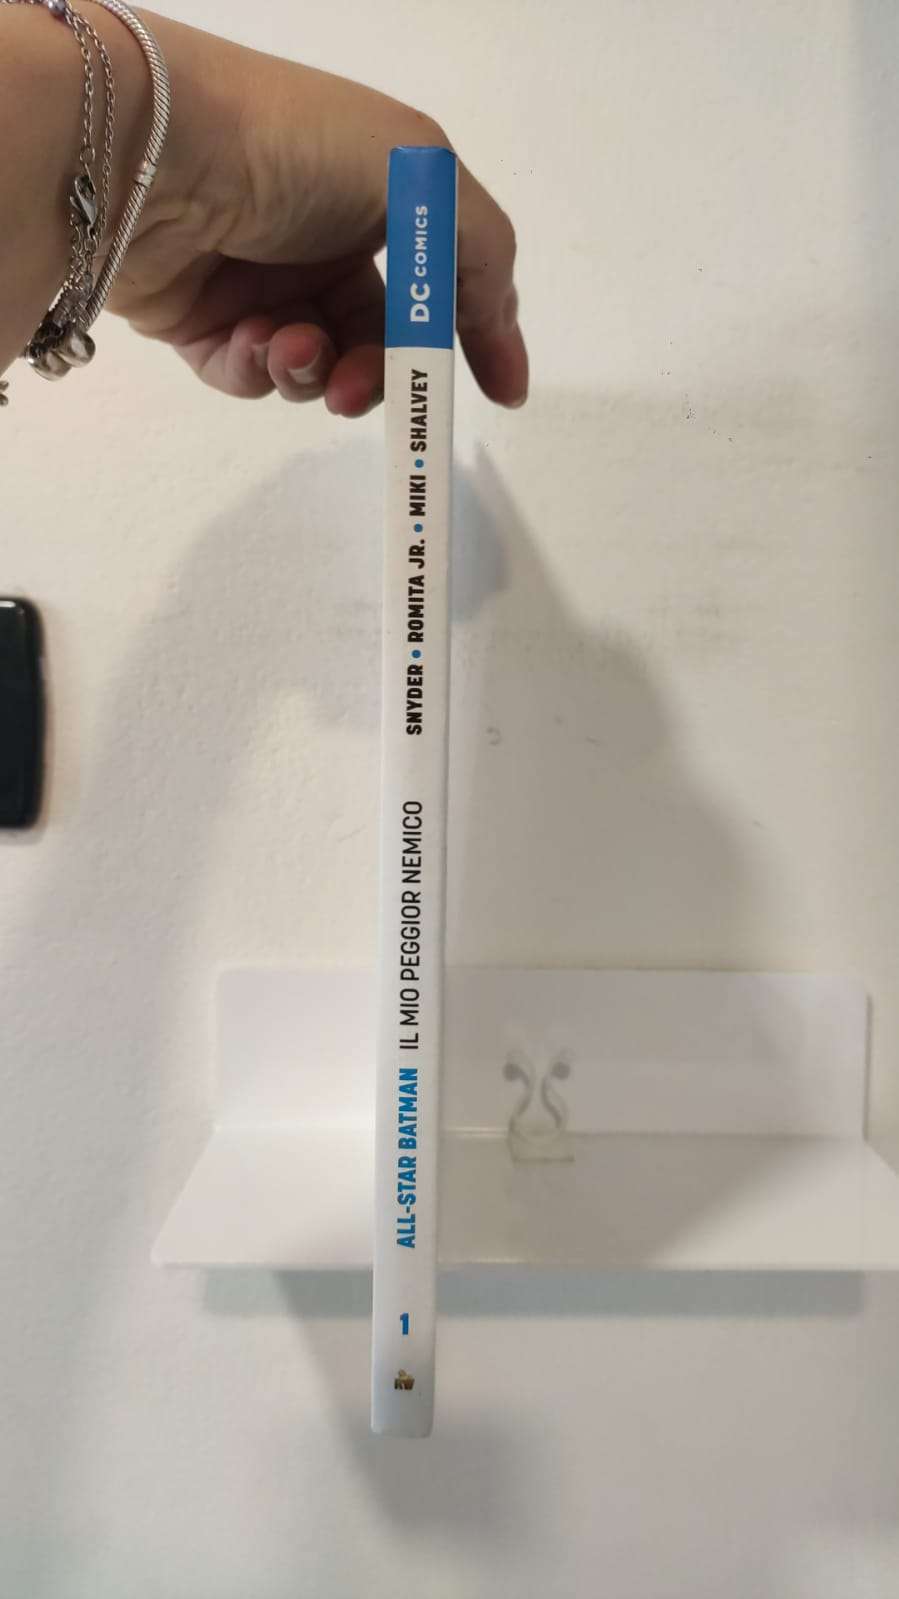 1 ALL-STAR BATMAN IL MIO PEGGIOR NEMICO SNYDER • ROMITA JR. • MIKI • SHALVEY DC COMICS